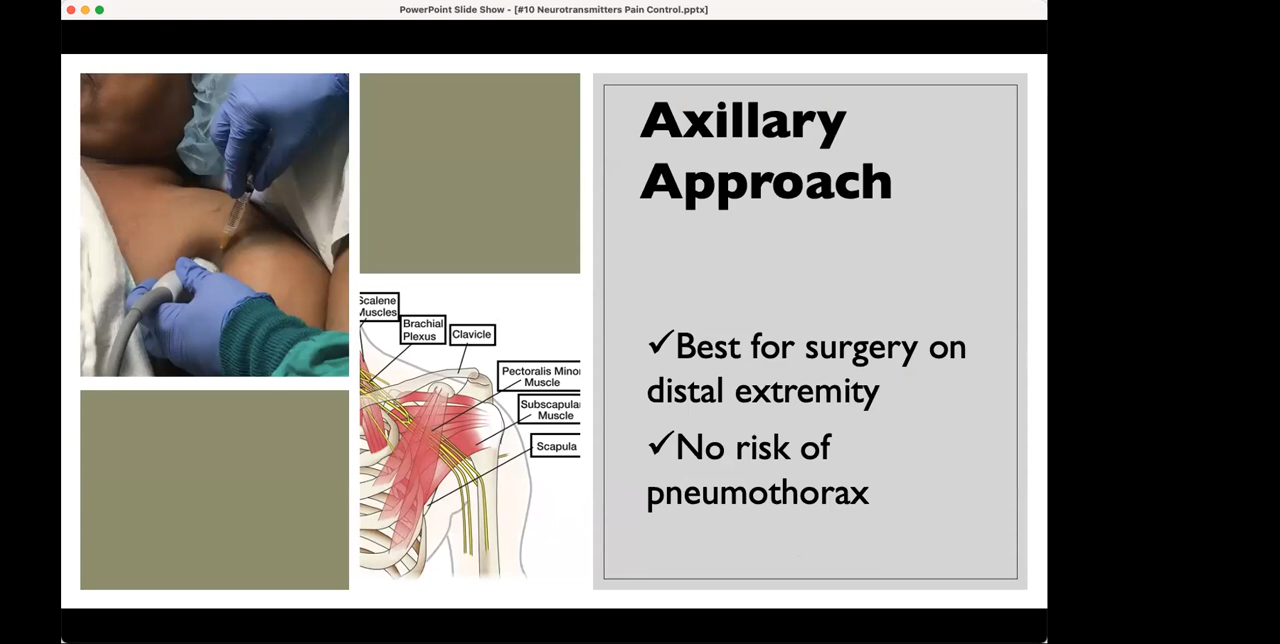 PowerPoint Slide Show - [#10 Neurotransmitters Pain Control.pptx]
Axillary
Approach
✓Best for surgery on
distal extremity
✓No risk of
pneumothorax
Scalene
Muscles
Brachial
Plexus
Clavicle
Pectoralis Minor
Muscle
Subscapular
Muscle
Scapula